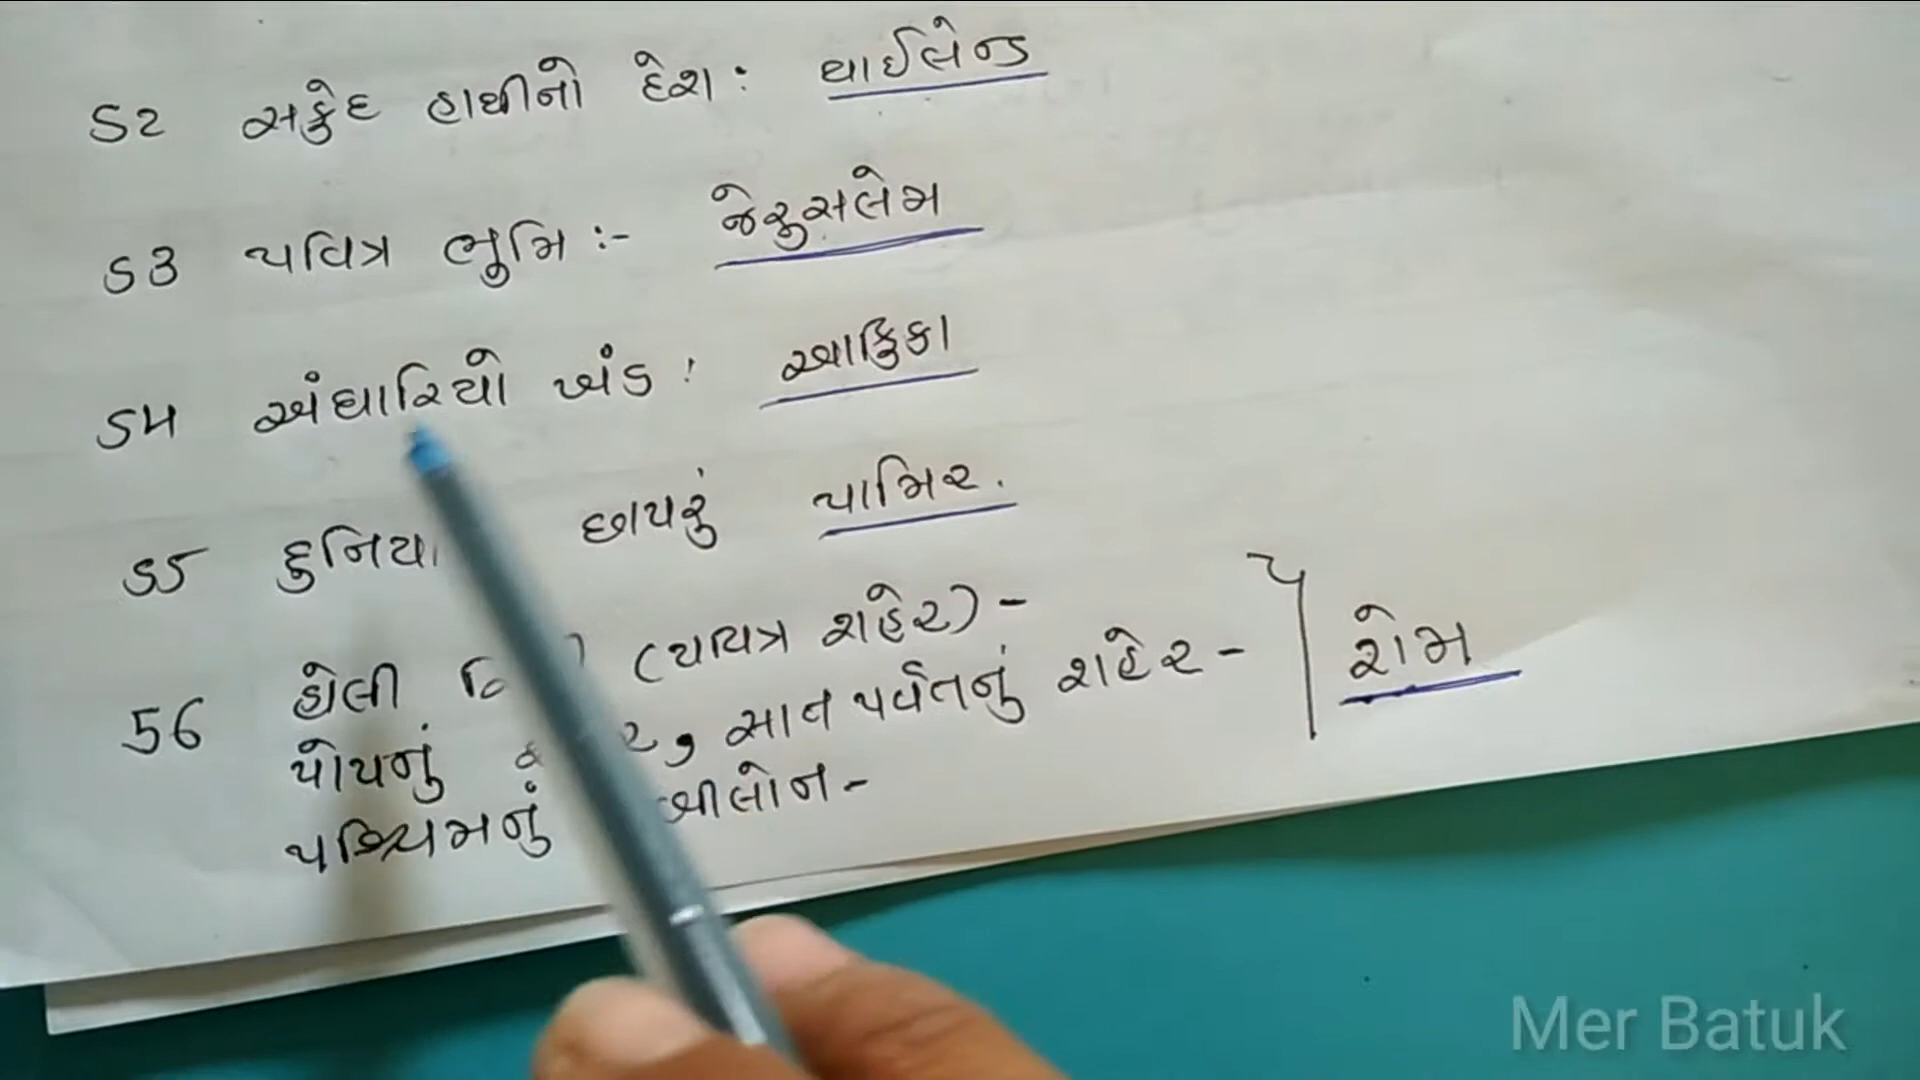 52 સફેદ હાથીનો દેશ: થાઈલેન્ડ
53 પવિત્ર ભૂમિ :- જેરુસલેમ
54 અંધારિયો ખંડ: આફ્રિકા
55 દુનિયા છાપરું પામિર.
56 હોલી (પવિત્ર શહેર) -
પોપનું , સાત પર્વતનું શહેર - રોમ
પશ્ચિમનું -
Mer Batuk